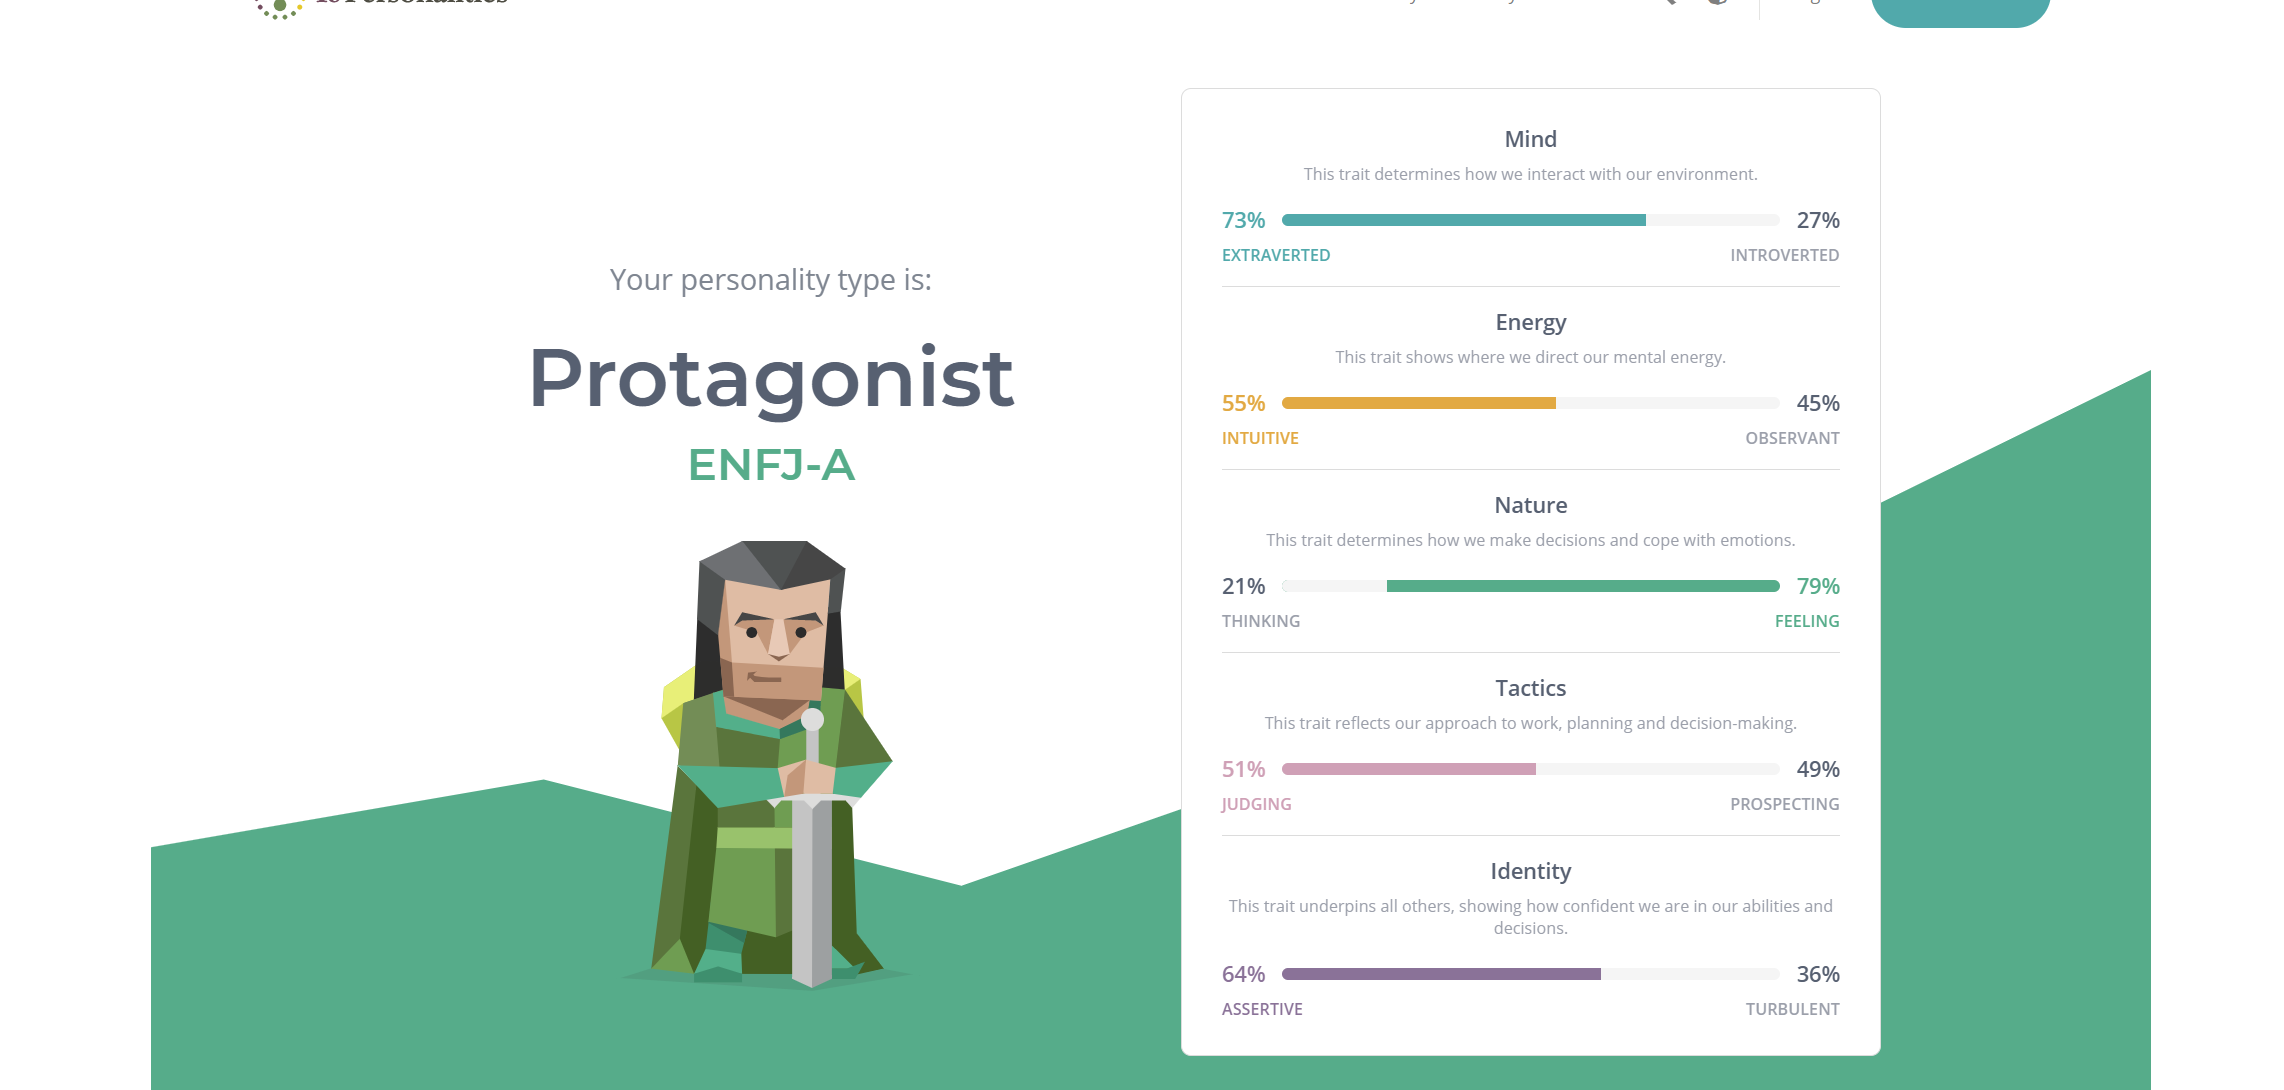 Your personality type is:
Protagonist
ENFJ-A
Mind
This trait determines how we interact with our environment.
73%
27%
EXTRAVERTED
INTROVERTED
Energy
This trait shows where we direct our mental energy.
55%
45%
INTUITIVE
OBSERVANT
Nature
This trait determines how we make decisions and cope with emotions.
21%
79%
THINKING
FEELING
Tactics
This trait reflects our approach to work, planning and decision-making.
51%
49%
JUDGING
PROSPECTING
Identity
This trait underpins all others, showing how confident we are in our abilities and
decisions.
64%
36%
ASSERTIVE
TURBULENT